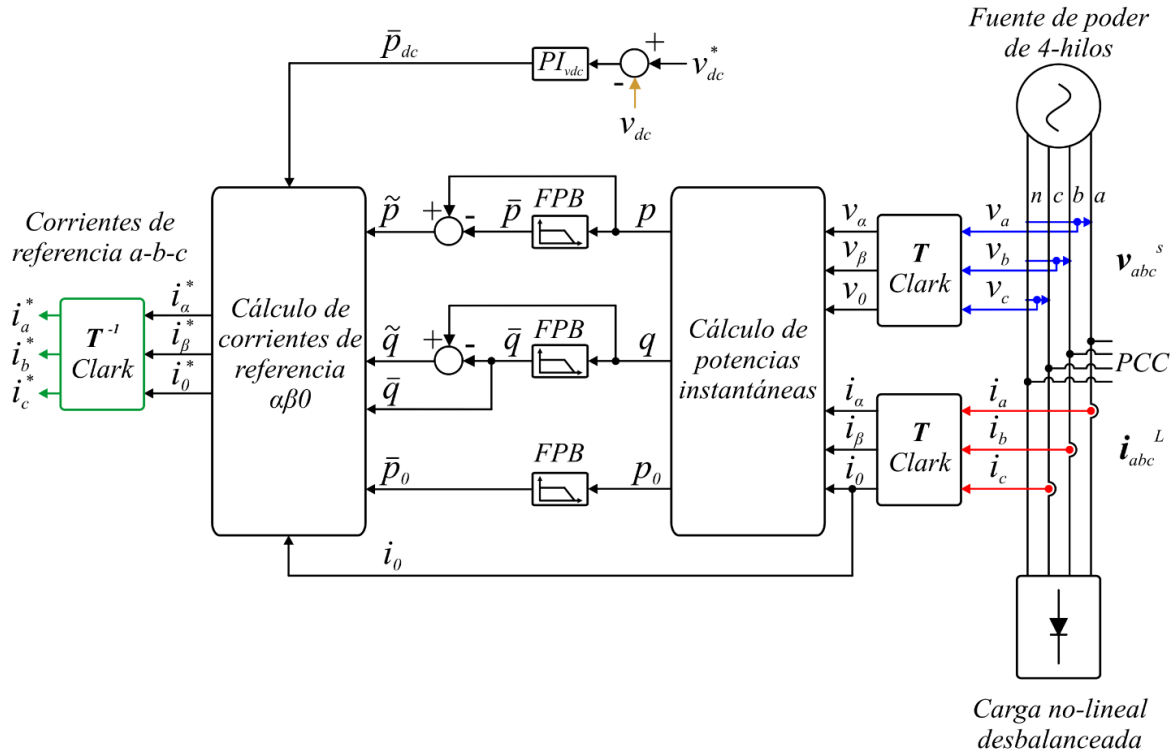 Fuente de poder
de 4-hilos
p̄dc
PIvdc
+
-
v*dc
vdc
n
c
b
a
Corrientes de
referencia a-b-c
i*a
i*b
i*c
T-1
Clark
i*α
i*β
i*0
Cálculo de
corrientes de
referencia
αβ0
p̃
+
-
p̄
FPB
p
q̃
+
-
q̄
FPB
q
q̄
p̄0
FPB
p0
i0
Cálculo de
potencias
instantáneas
vα
vβ
v0
T
Clark
va
vb
vc
vabc s
PCC
iα
iβ
i0
T
Clark
ia
ib
ic
iabc L
Carga no-lineal
desbalanceada